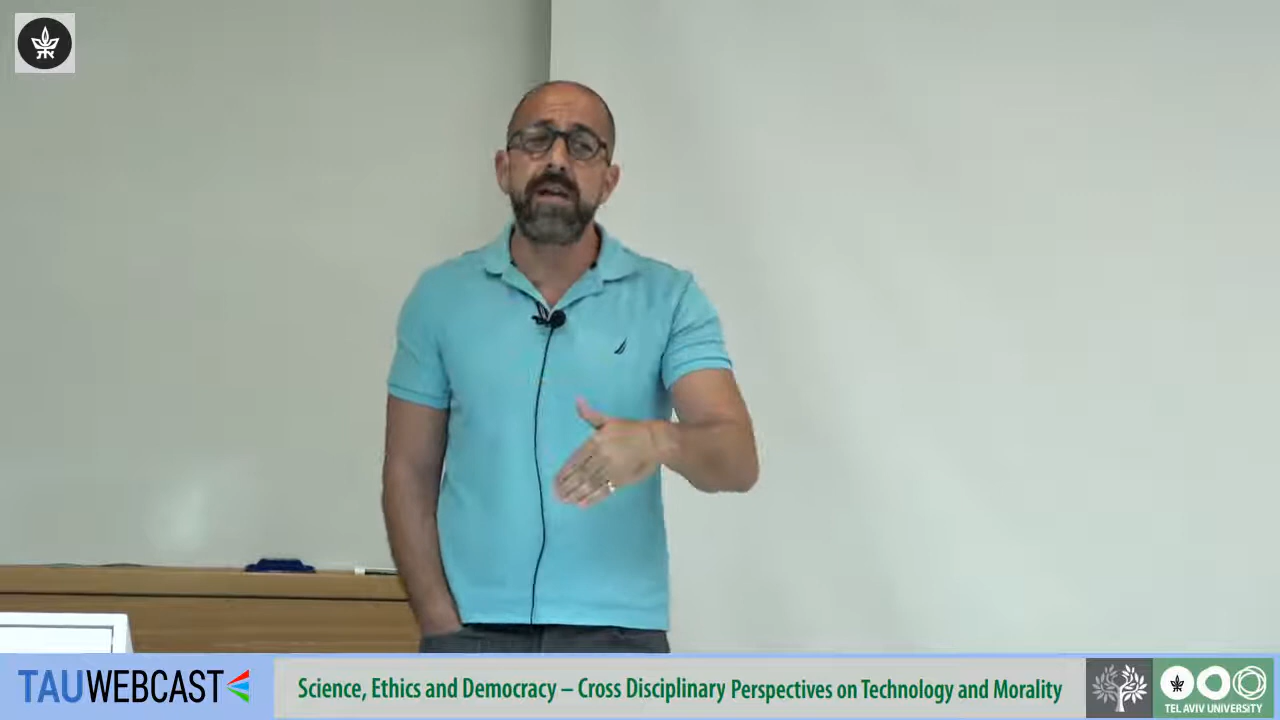 TAUWEBCAST
Science, Ethics and Democracy – Cross Disciplinary Perspectives on Technology and Morality
TEL AVIV UNIVERSITY